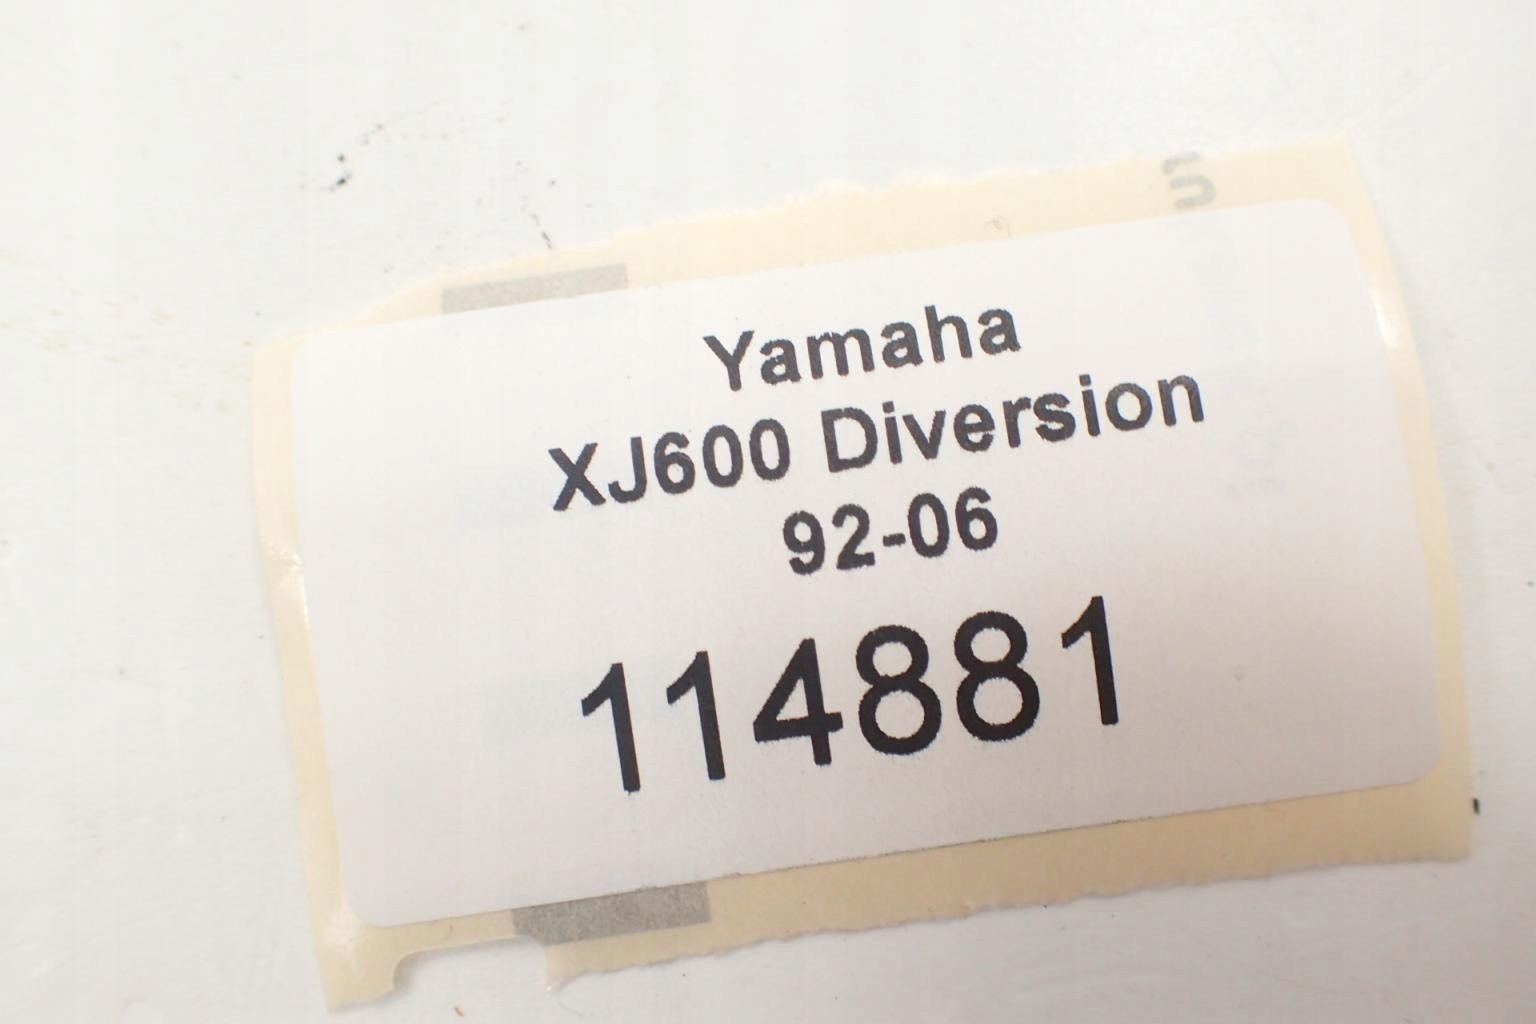 Yamaha
XJ600 Diversion
92-06
114881